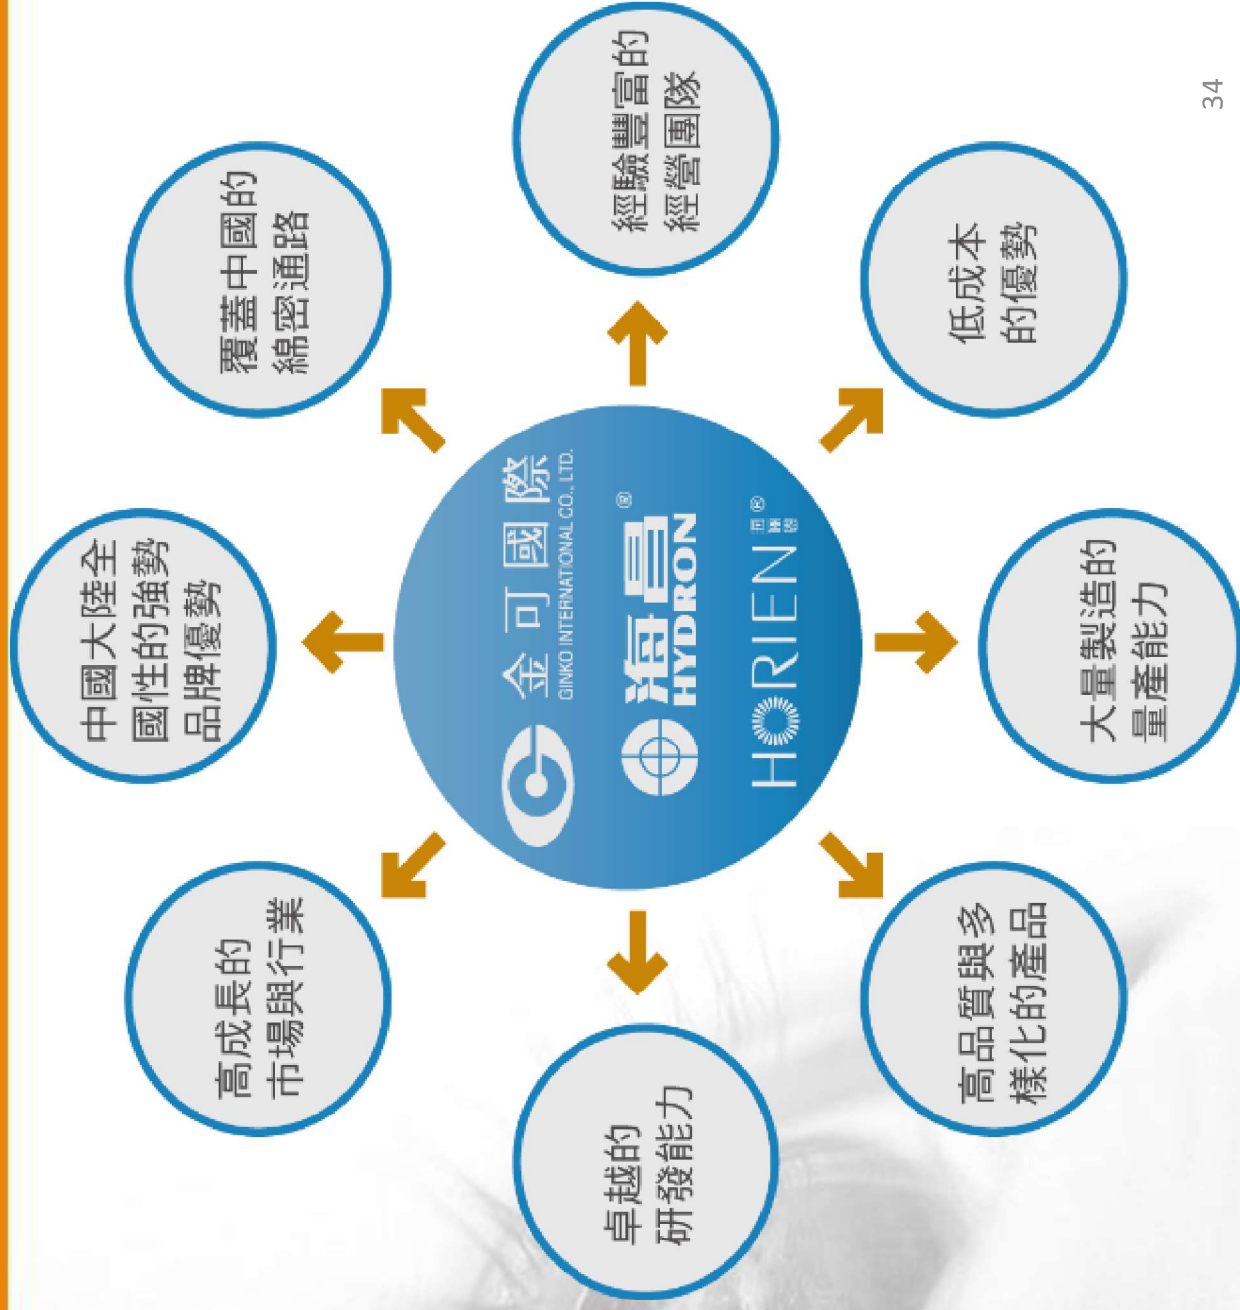 中國大陸全
國性的強勢
品牌優勢
高成長的
市場與行業
覆蓋中國的
綿密通路
金可國際
GINKO INTERNATIONAL CO., LTD.
卓越的
研發能力
海昌®
HYDRON
經驗豐富的
經營團隊
HORIEN®
高品質與多
樣化的產品
低成本
的優勢
大量製造的
量產能力
34